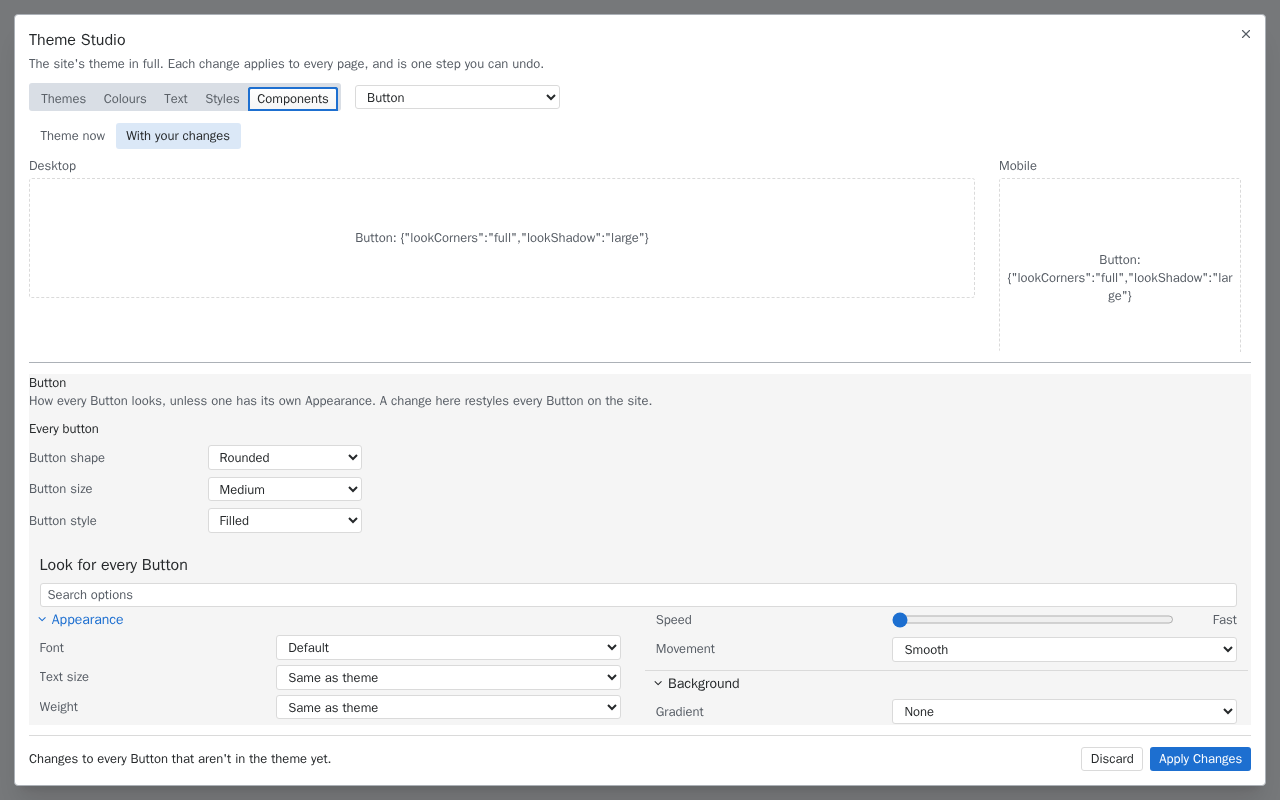 Theme Studio
×
The site's theme in full. Each change applies to every page, and is one step you can undo.
Themes Colours Text Styles Components Button
Theme now With your changes
Desktop
Button: {"lookCorners":"full","lookShadow":"large"}
Mobile
Button:
{"lookCorners":"full","lookShadow":"lar
ge"}
Button
How every Button looks, unless one has its own Appearance. A change here restyles every Button on the site.
Every button
Button shape Rounded
Button size Medium
Button style Filled
Look for every Button
Search options
Appearance
Font Default
Text size Same as theme
Weight Same as theme
Speed Fast
Movement Smooth
Background
Gradient None
Changes to every Button that aren't in the theme yet.
Discard Apply Changes